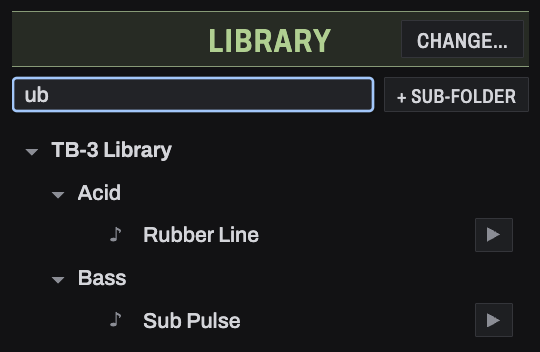 LIBRARY CHANGE...
ub + SUB-FOLDER
TB-3 Library
Acid
Rubber Line
Bass
Sub Pulse